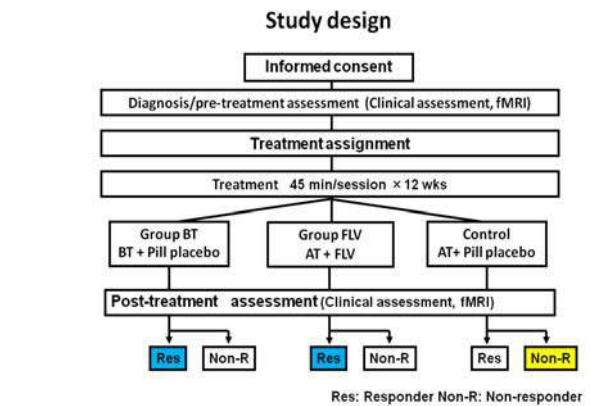 Study design
Informed consent
Diagnosis/pre-treatment assessment (Clinical assessment, fMRI)
Treatment assignment
Treatment 45 min/session × 12 wks
Group BT
BT + Pill placebo
Group FLV
AT + FLV
Control
AT+ Pill placebo
Post-treatment assessment (Clinical assessment, fMRI)
Res Non-R Res Non-R Res Non-R
Res: Responder Non-R: Non-responder